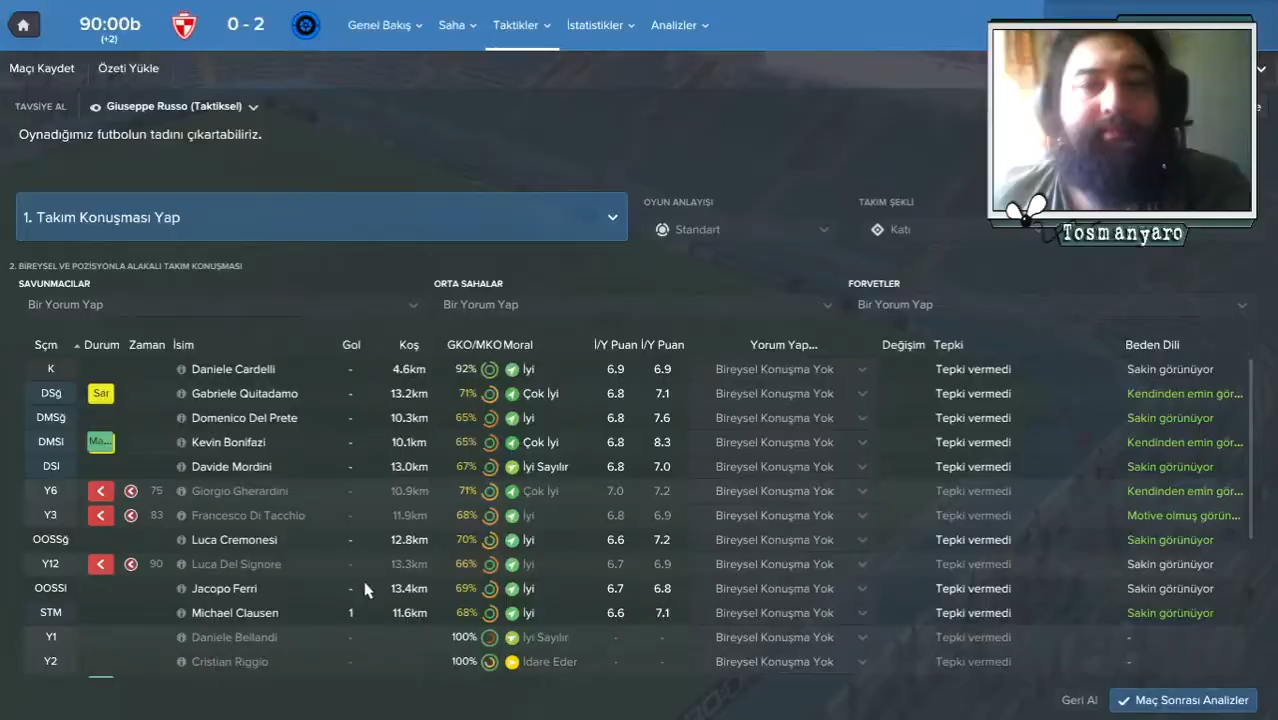 90:00b 0 - 2 Genel Bakış Saha Taktikler İstatistikler Analizler
(+2)
Maçı Kaydet Özeti Yükle
TAVSİYE AL Giuseppe Russo (Taktiksel)
Oynadığımız futbolun tadını çıkartabiliriz.
1. Takım Konuşması Yap
OYUN ANLAYIŞI TAKIM ŞEKLİ
Standart Katı
Tosmanyaro
2. BİREYSEL VE POZİSYONLA ALAKALI TAKIM KONUŞMASI
SAVUNMACILAR ORTA SAHALAR FORVETLER
Bir Yorum Yap Bir Yorum Yap Bir Yorum Yap
Sçm Durum Zaman İsim Gol Koş GKO/MKO Moral İ/Y Puan İ/Y Puan Yorum Yap... Değişim Tepki Beden Dili
K Daniele Cardelli - 4.6km 92% İyi 6.9 6.9 Bireysel Konuşma Yok Tepki vermedi Sakin görünüyor
DSğ Sar Gabriele Quitadamo - 13.2km 71% Çok İyi 6.8 7.1 Bireysel Konuşma Yok Tepki vermedi Kendinden emin gör...
DMSğ Domenico Del Prete - 10.3km 65% İyi 6.8 7.6 Bireysel Konuşma Yok Tepki vermedi Sakin görünüyor
DMSl Ma... Kevin Bonifazi - 10.1km 65% Çok İyi 6.8 8.3 Bireysel Konuşma Yok Tepki vermedi Kendinden emin gör...
DSl Davide Mordini - 13.0km 67% İyi Sayılır 6.8 7.0 Bireysel Konuşma Yok Tepki vermedi Sakin görünüyor
Y6 75 Giorgio Gherardini - 10.9km 71% Çok İyi 7.0 7.2 Bireysel Konuşma Yok Tepki vermedi Kendinden emin gör...
Y3 83 Francesco Di Tacchio - 11.9km 68% İyi 6.8 6.9 Bireysel Konuşma Yok Tepki vermedi Motive olmuş görün...
OOSSğ Luca Cremonesi - 12.8km 70% İyi 6.6 7.2 Bireysel Konuşma Yok Tepki vermedi Sakin görünüyor
Y12 90 Luca Del Signore - 13.3km 66% İyi 6.7 6.9 Bireysel Konuşma Yok Tepki vermedi Sakin görünüyor
OOSSl Jacopo Ferri - 13.4km 69% İyi 6.7 6.8 Bireysel Konuşma Yok Tepki vermedi Sakin görünüyor
STM Michael Clausen 1 11.6km 68% İyi 6.6 7.1 Bireysel Konuşma Yok Tepki vermedi Sakin görünüyor
Y1 Daniele Bellandi - 100% İyi Sayılır - - Bireysel Konuşma Yok Tepki vermedi -
Y2 Cristian Riggio - 100% İdare Eder - - Bireysel Konuşma Yok Tepki vermedi -
Geri Al Maç Sonrası Analizler